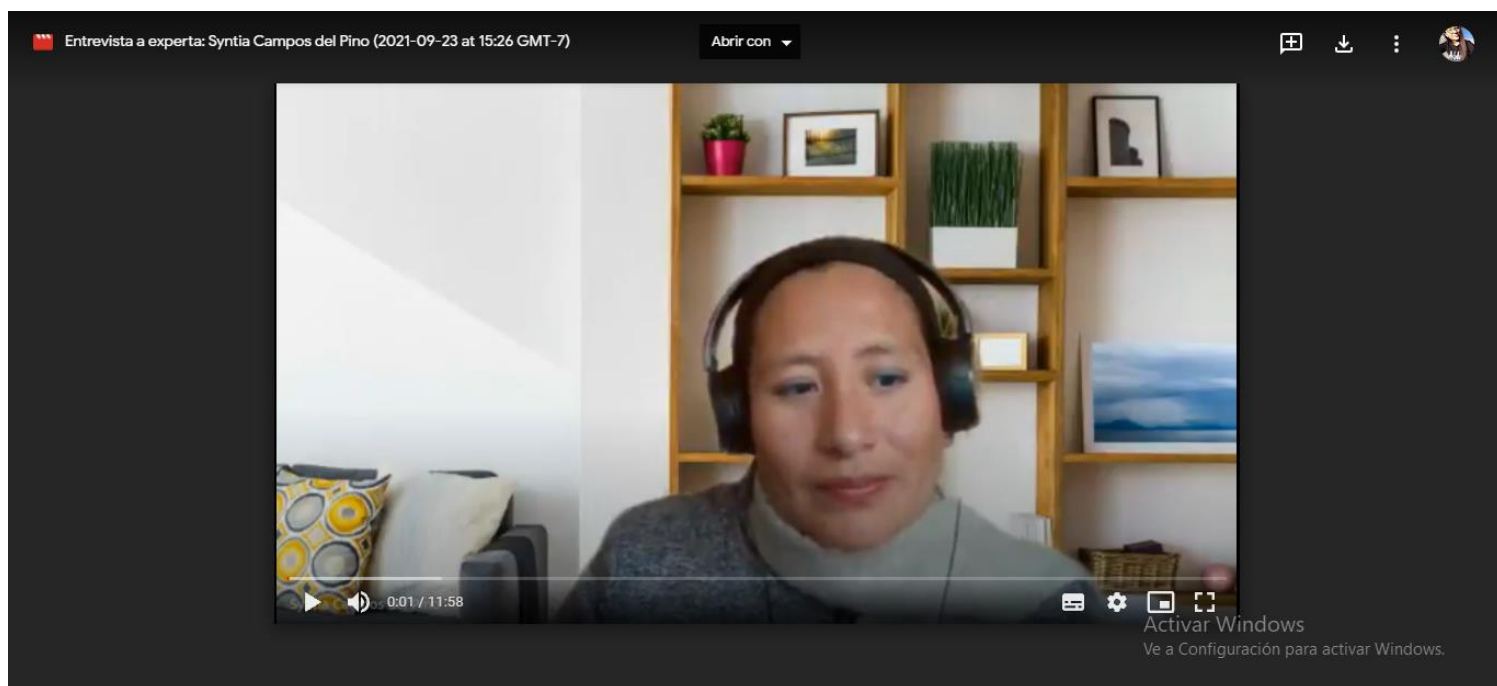 Entrevista a experta: Syntia Campos del Pino (2021-09-23 at 15:26 GMT-7)
Abrir con
0:01 / 11:58
Activar Windows
Ve a Configuración para activar Windows.